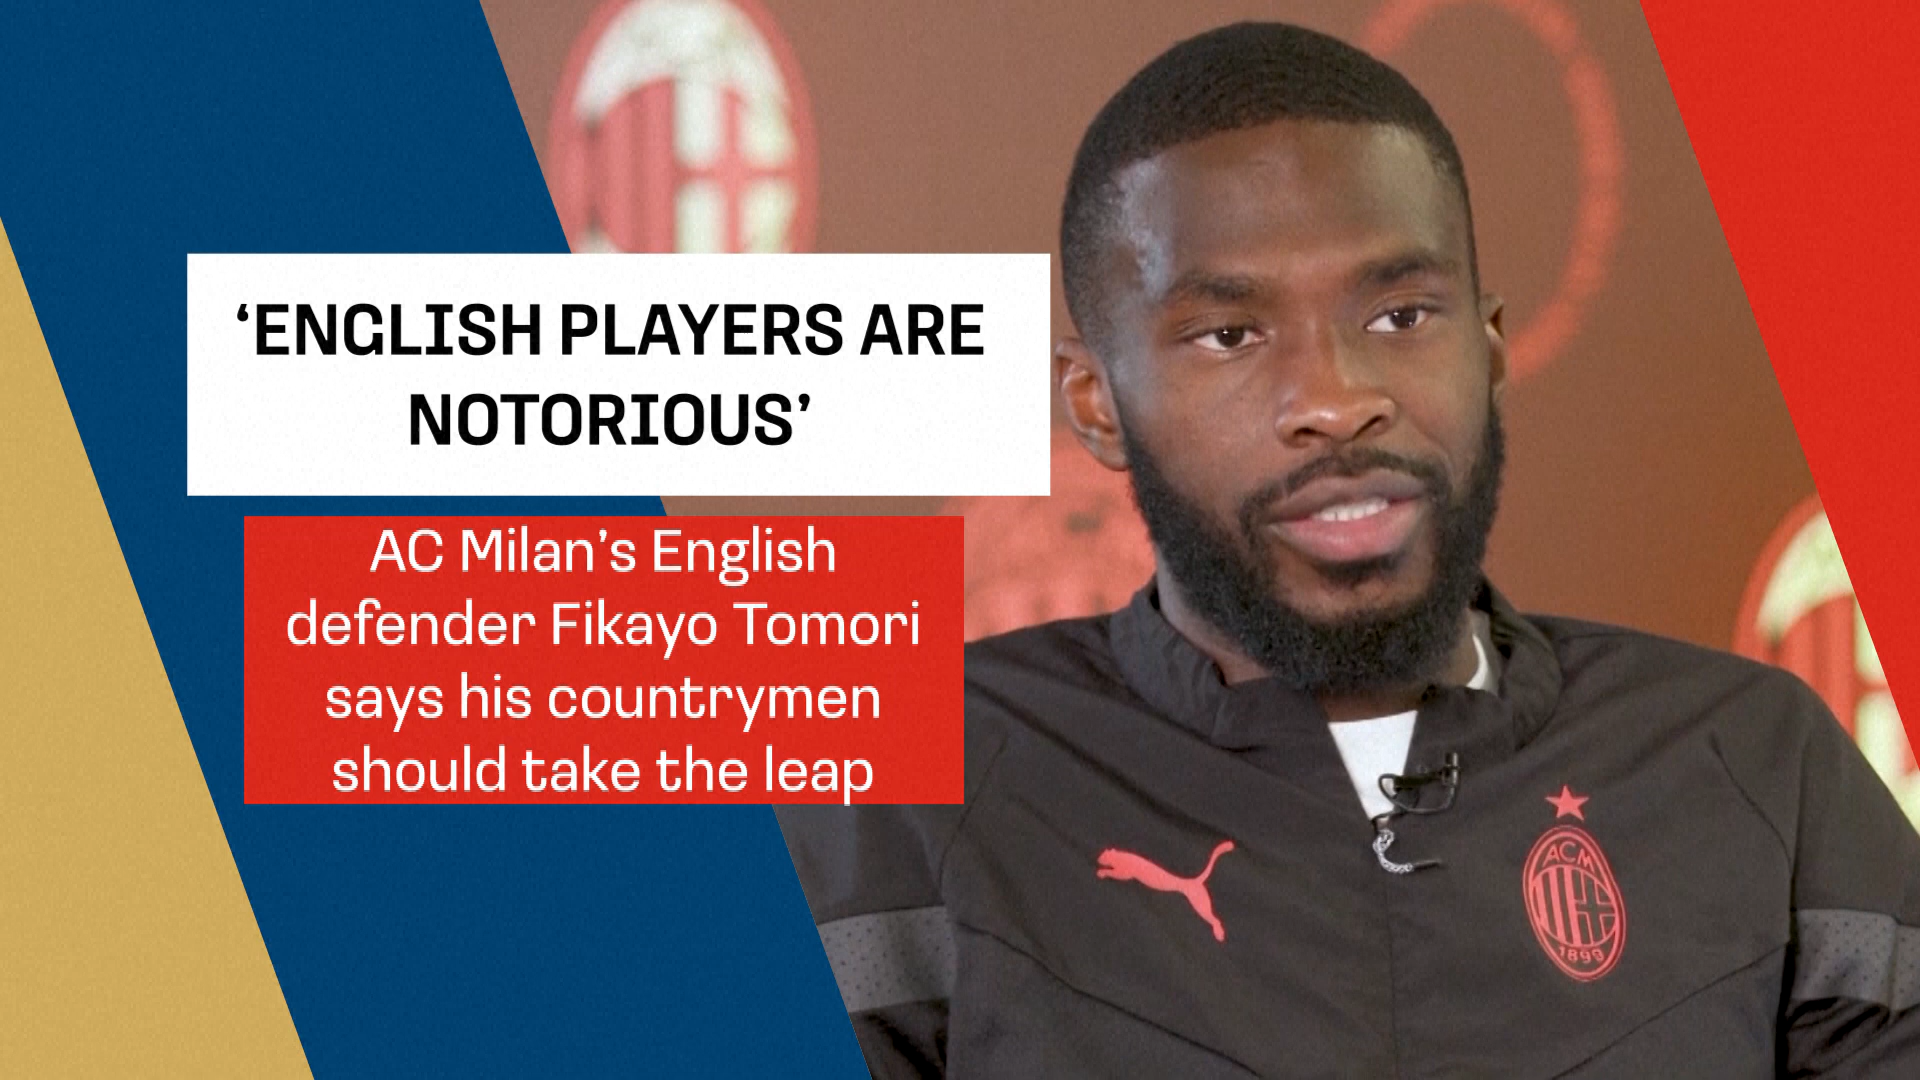 ‘ENGLISH PLAYERS ARE
NOTORIOUS’
AC Milan’s English
defender Fikayo Tomori
says his countrymen
should take the leap
ACM
1899